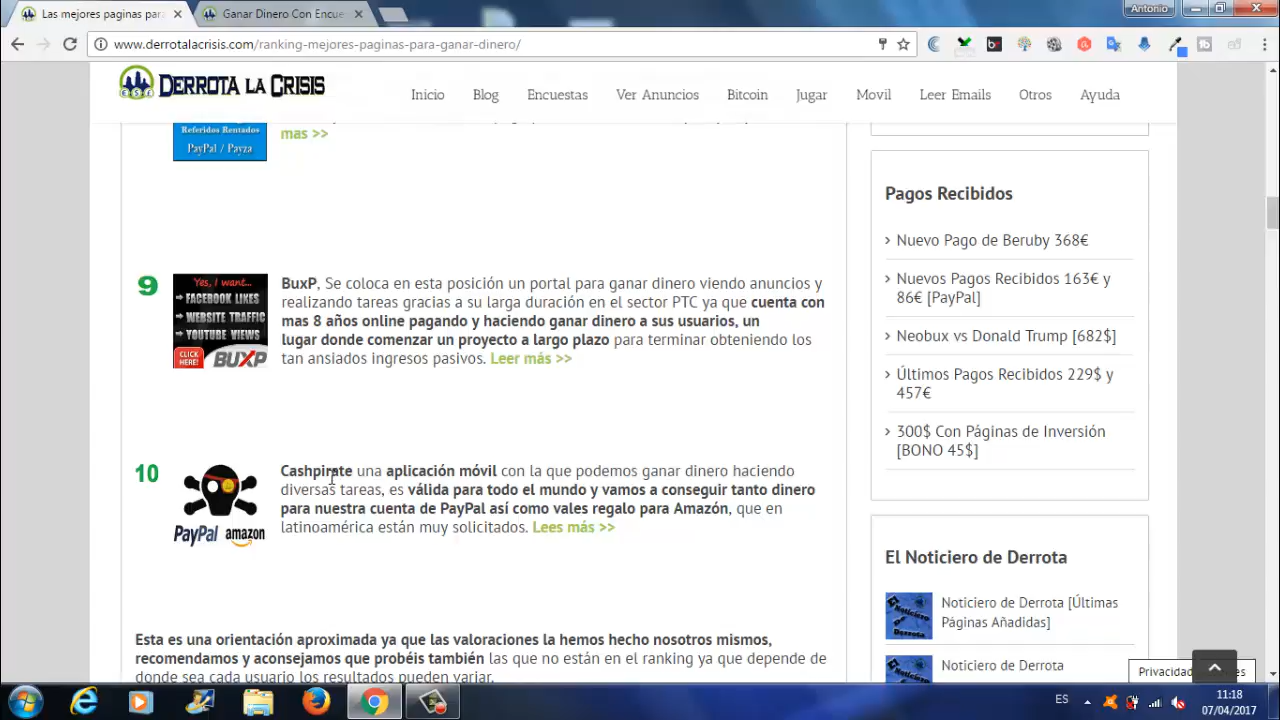 Las mejores paginas para
Ganar Dinero Con Encue
Antonio
www.derrotalacrisis.com/ranking-mejores-paginas-para-ganar-dinero/
DERROTA LA CRISIS
Inicio Blog Encuestas Ver Anuncios Bitcoin Jugar Movil Leer Emails Otros Ayuda
Referidos Rentados
PayPal / Payza
mas >>
9
Yes, I want...
FACEBOOK LIKES
WEBSITE TRAFFIC
YOUTUBE VIEWS
CLICK HERE! BUXP
BuxP, Se coloca en esta posición un portal para ganar dinero viendo anuncios y
realizando tareas gracias a su larga duración en el sector PTC ya que cuenta con
mas 8 años online pagando y haciendo ganar dinero a sus usuarios, un
lugar donde comenzar un proyecto a largo plazo para terminar obteniendo los
tan ansiados ingresos pasivos. Leer más >>
10
PayPal amazon
Cashpirate una aplicación móvil con la que podemos ganar dinero haciendo
diversas tareas, es válida para todo el mundo y vamos a conseguir tanto dinero
para nuestra cuenta de PayPal así como vales regalo para Amazón, que en
latinoamérica están muy solicitados. Lees más >>
Esta es una orientación aproximada ya que las valoraciones la hemos hecho nosotros mismos,
recomendamos y aconsejamos que probéis también las que no están en el ranking ya que depende de
donde sea cada usuario los resultados pueden variar.
Pagos Recibidos
Nuevo Pago de Beruby 368€
Nuevos Pagos Recibidos 163€ y
86€ [PayPal]
Neobux vs Donald Trump [682$]
Últimos Pagos Recibidos 229$ y
457€
300$ Con Páginas de Inversión
[BONO 45$]
El Noticiero de Derrota
Noticiero de Derrota [Últimas
Páginas Añadidas]
Noticiero de Derrota
Privacidad
ES
11:18
07/04/2017